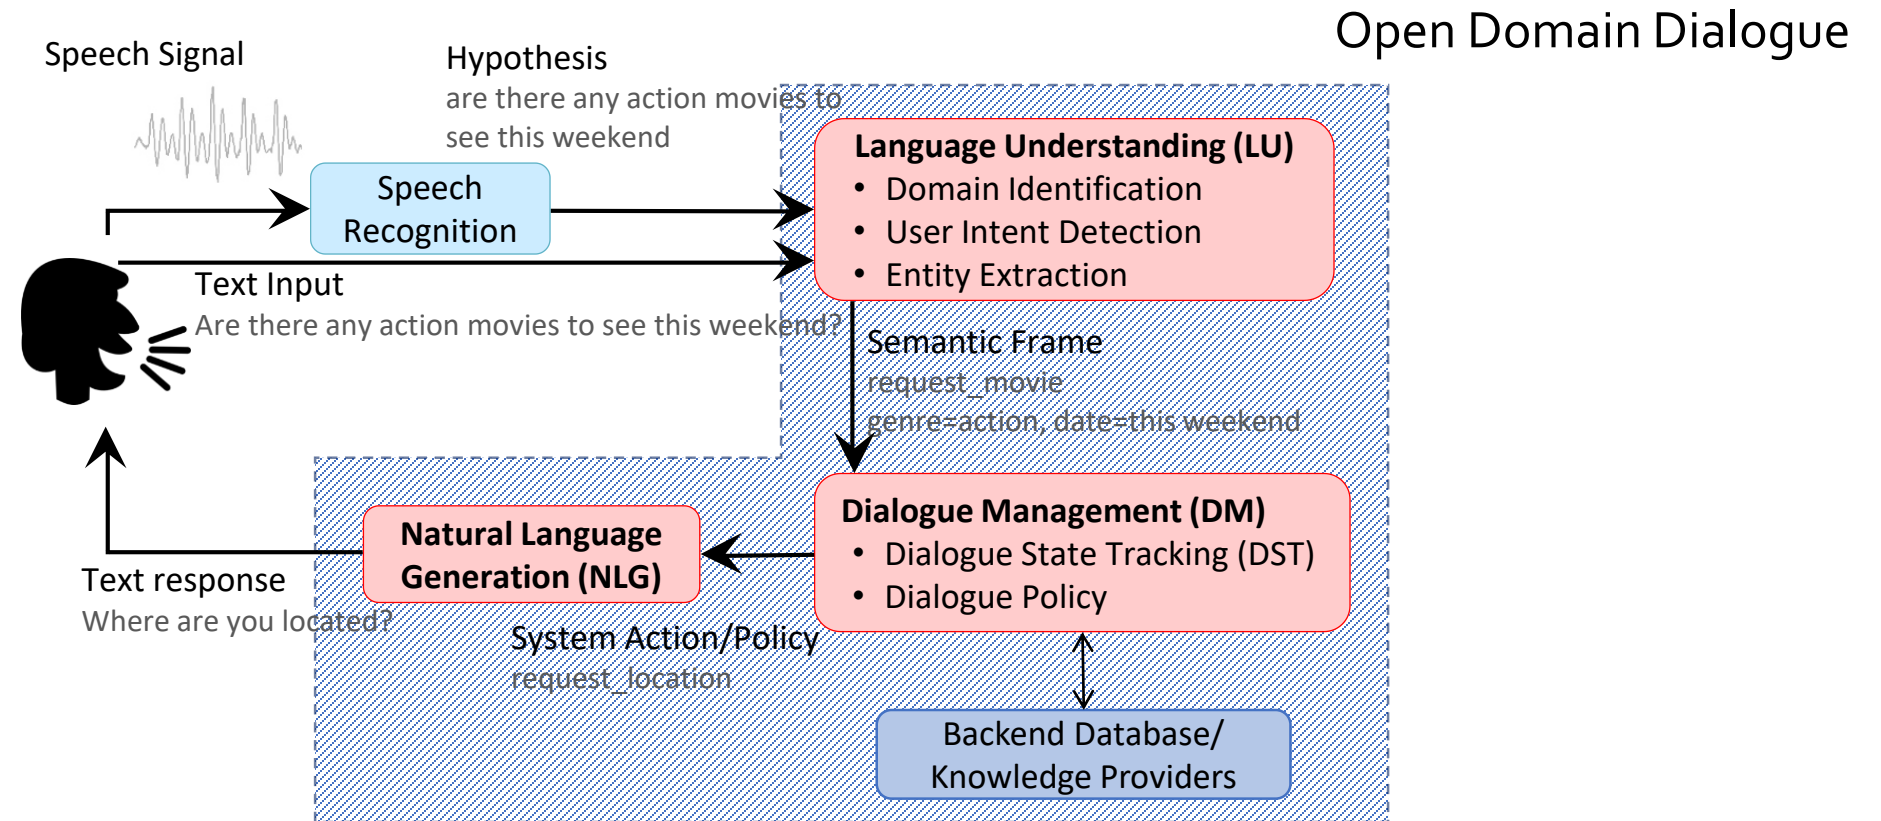 Open Domain Dialogue
Speech Signal
Hypothesis
are there any action movies to
see this weekend
Speech
Recognition
Language Understanding (LU)
• Domain Identification
• User Intent Detection
• Entity Extraction
Text Input
Are there any action movies to see this weekend?
Semantic Frame
request_movie
genre=action, date=this weekend
Dialogue Management (DM)
• Dialogue State Tracking (DST)
• Dialogue Policy
Natural Language
Generation (NLG)
Text response
Where are you located?
System Action/Policy
request_location
Backend Database/
Knowledge Providers